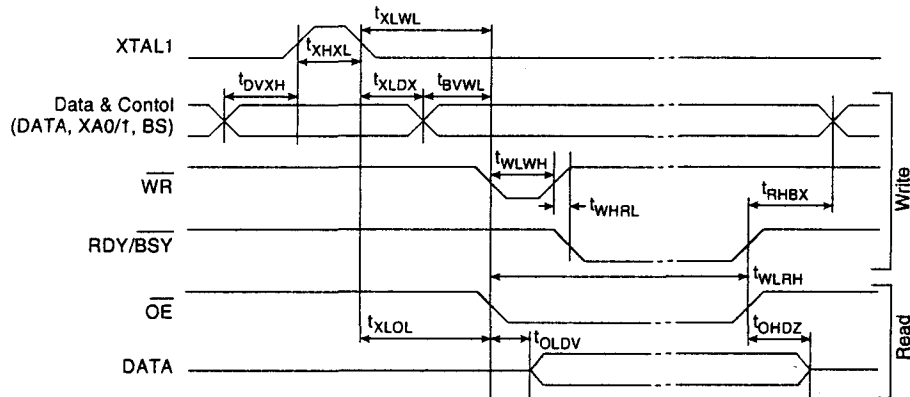 tXLWL
XTAL1
tXHXL
tDVXH
tXLDX
tBVWL
Data & Contol
(DATA, XA0/1, BS)
tWLWH
WR
tWHRL
tRHBX
Write
RDY/BSY
tWLRH
OE
tXLOL
tOLDV
tOHDZ
Read
DATA